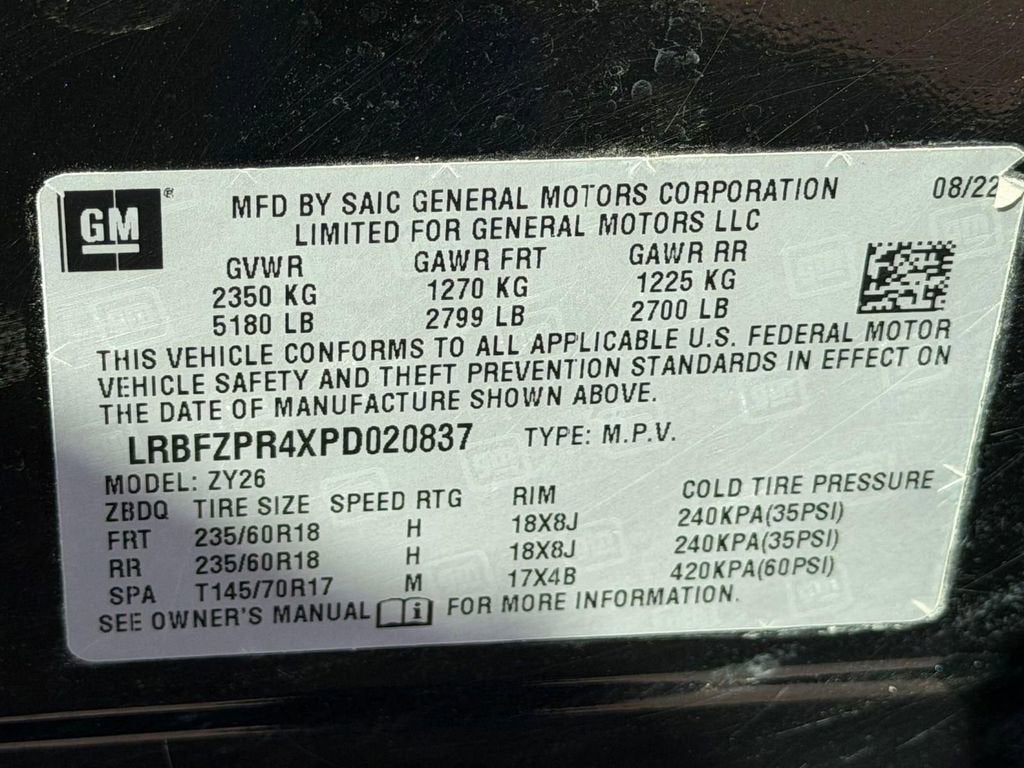 GM ®
MFD BY SAIC GENERAL MOTORS CORPORATION 08/22
LIMITED FOR GENERAL MOTORS LLC
GVWR GAWR FRT GAWR RR
2350 KG 1270 KG 1225 KG
5180 LB 2799 LB 2700 LB
THIS VEHICLE CONFORMS TO ALL APPLICABLE U.S. FEDERAL MOTOR
VEHICLE SAFETY AND THEFT PREVENTION STANDARDS IN EFFECT ON
THE DATE OF MANUFACTURE SHOWN ABOVE.
LRBFZPR4XPD020837 TYPE: M.P.V.
MODEL: ZY26
ZBDQ TIRE SIZE SPEED RTG RIM COLD TIRE PRESSURE
FRT 235/60R18 H 18X8J 240KPA(35PSI)
RR 235/60R18 H 18X8J 240KPA(35PSI)
SPA T145/70R17 M 17X4B 420KPA(60PSI)
SEE OWNER'S MANUAL i FOR MORE INFORMATION.